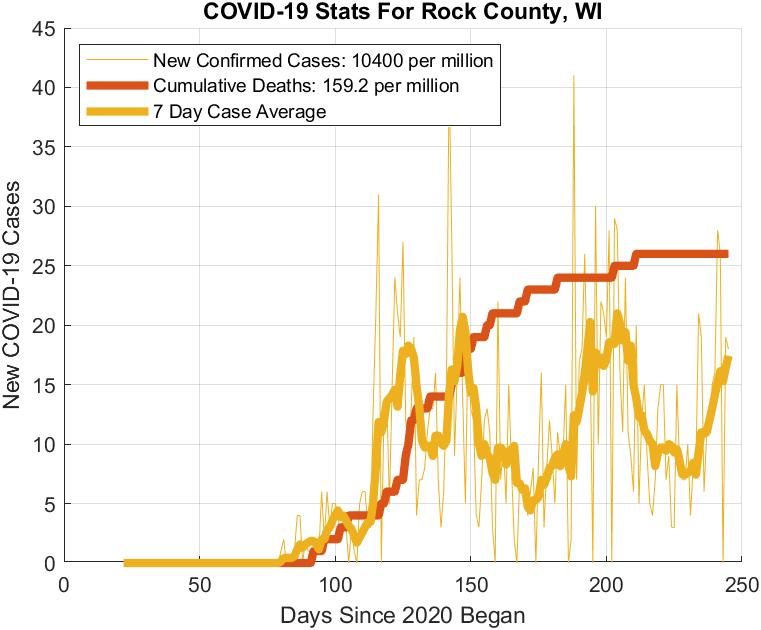 COVID-19 Stats For Rock County, WI
New Confirmed Cases: 10400 per million
Cumulative Deaths: 159.2 per million
7 Day Case Average
New COVID-19 Cases
45
40
35
30
25
20
15
10
5
0
0 50 100 150 200 250
Days Since 2020 Began